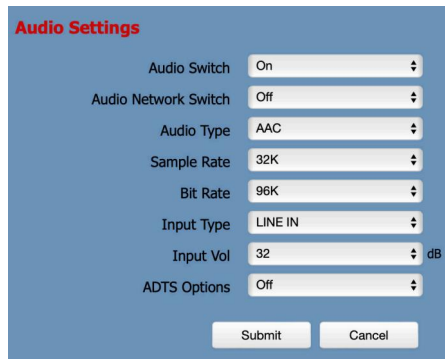 Audio Settings
Audio Switch On
Audio Network Switch Off
Audio Type AAC
Sample Rate 32K
Bit Rate 96K
Input Type LINE IN
Input Vol 32 dB
ADTS Options Off
Submit Cancel